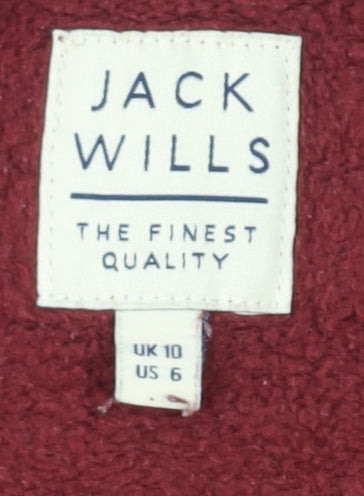 JACK
WILLS
THE FINEST
QUALITY
UK 10
US 6